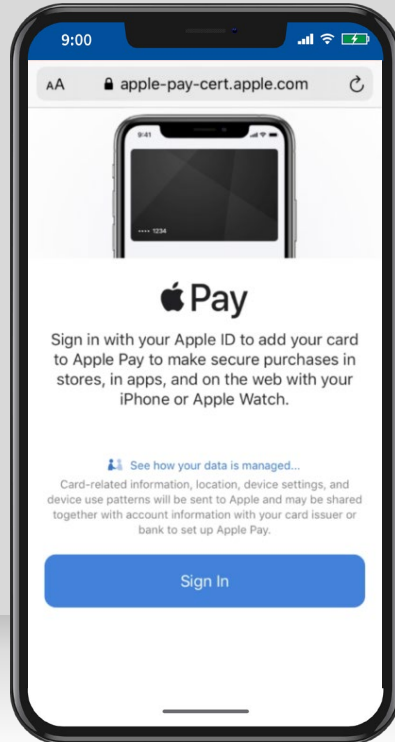 9:00
AA apple-pay-cert.apple.com
9:41
•••• 1234
Pay
Sign in with your Apple ID to add your card
to Apple Pay to make secure purchases in
stores, in apps, and on the web with your
iPhone or Apple Watch.
See how your data is managed...
Card-related information, location, device settings, and
device use patterns will be sent to Apple and may be shared
together with account information with your card issuer or
bank to set up Apple Pay.
Sign In